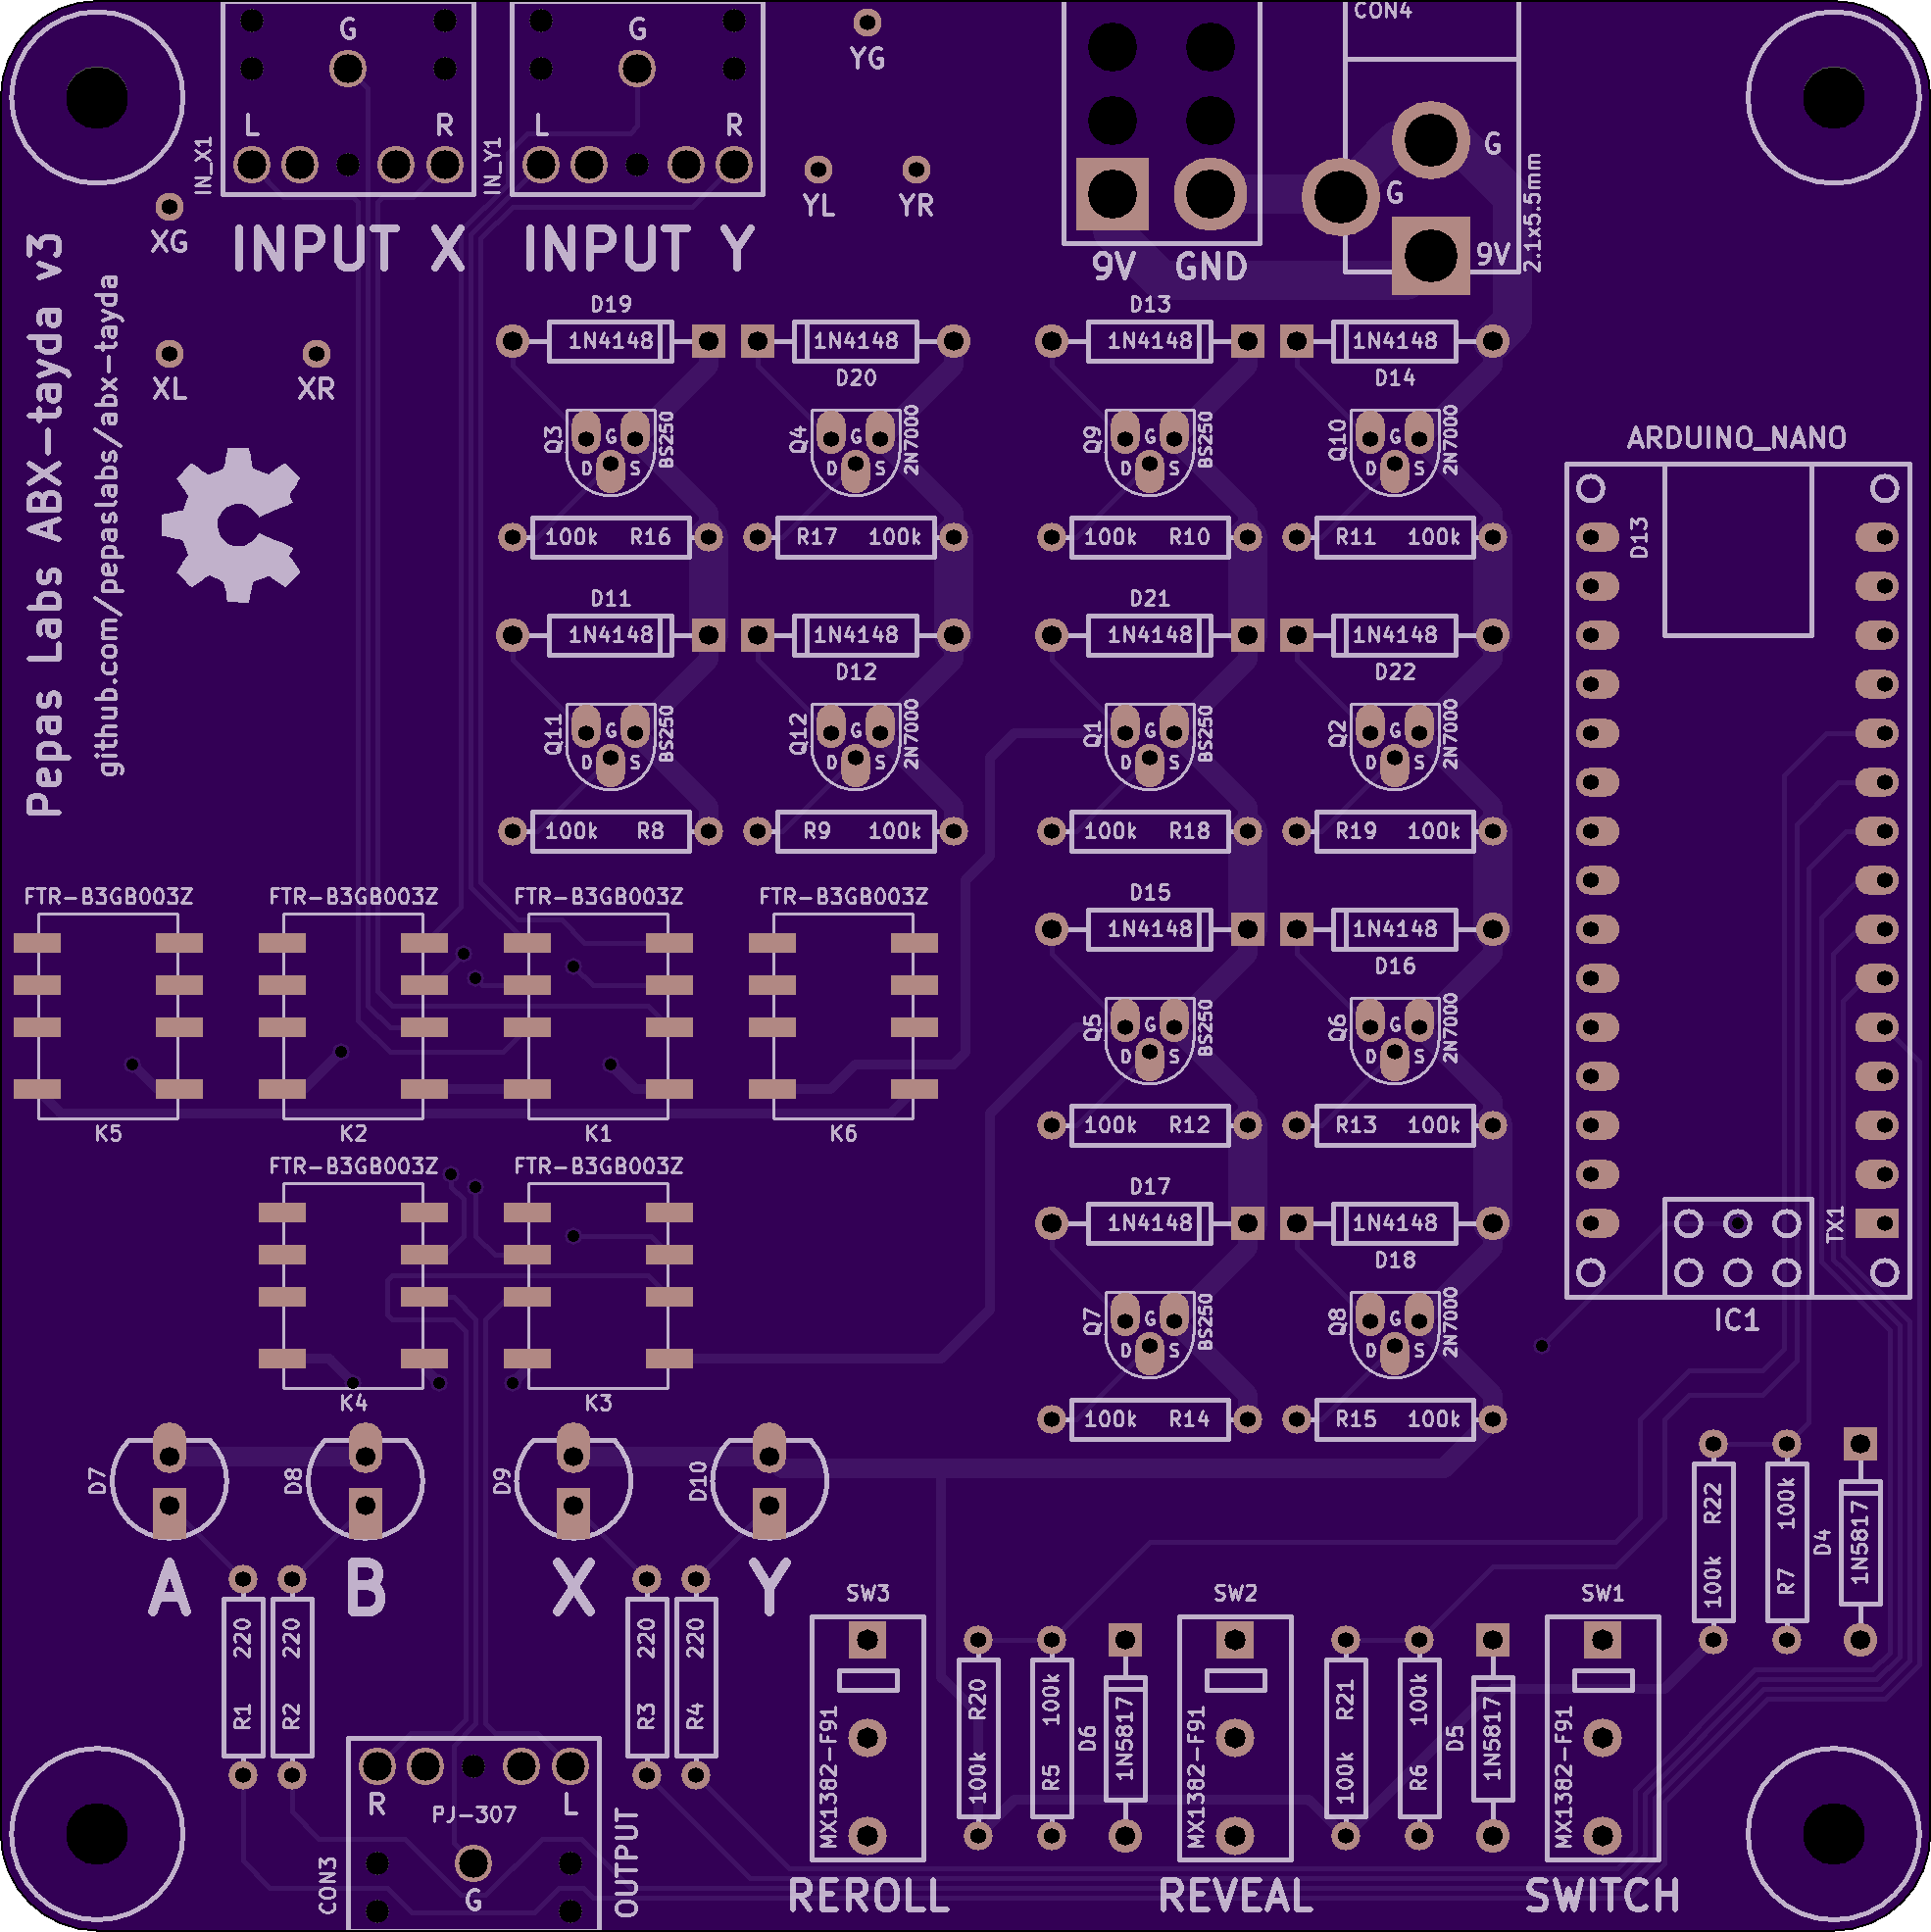 CON4
G
G
YG
L
R
L
R
G
IN_X1
IN_Y1
YL
YR
G
2.1x5.5mm
XG
INPUT X
INPUT Y
9V
GND
9V
Pepas Labs ABX-tayda v3
github.com/pepaslabs/abx-tayda
XL
XR
D19
1N4148
1N4148
D20
D13
1N4148
1N4148
D14
Q3
G
D
S
BS250
Q4
G
D
S
2N7000
Q9
G
D
S
BS250
Q10
G
D
S
2N7000
ARDUINO_NANO
D13
100k R16
R17 100k
100k R10
R11 100k
D11
1N4148
1N4148
D12
D21
1N4148
1N4148
D22
Q11
G
D
S
BS250
Q12
G
D
S
2N7000
Q1
G
D
S
BS250
Q2
G
D
S
2N7000
100k R8
R9 100k
100k R18
R19 100k
FTR-B3GB003Z
FTR-B3GB003Z
FTR-B3GB003Z
FTR-B3GB003Z
D15
1N4148
1N4148
D16
Q5
G
D
S
BS250
Q6
G
D
S
2N7000
K5
K2
K1
K6
100k R12
R13 100k
FTR-B3GB003Z
FTR-B3GB003Z
D17
1N4148
1N4148
D18
TX1
IC1
Q7
G
D
S
BS250
Q8
G
D
S
2N7000
K4
K3
100k R14
R15 100k
D7
D8
D9
D10
A
B
X
Y
100k R22
R7 100k
D4
1N5817
R1 220
R2 220
R3 220
R4 220
SW3
SW2
SW1
MX1382-F91
100k R20
R5 100k
D6
1N5817
MX1382-F91
100k R21
R6 100k
D5
1N5817
MX1382-F91
R
PJ-307
L
CON3
G
OUTPUT
REROLL
REVEAL
SWITCH